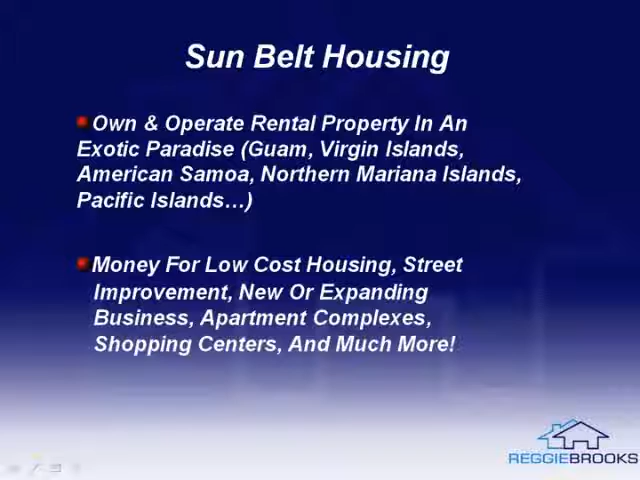 Sun Belt Housing
Own & Operate Rental Property In An
Exotic Paradise (Guam, Virgin Islands,
American Samoa, Northern Mariana Islands,
Pacific Islands…)
Money For Low Cost Housing, Street
Improvement, New Or Expanding
Business, Apartment Complexes,
Shopping Centers, And Much More!
REGGIEBROOKS